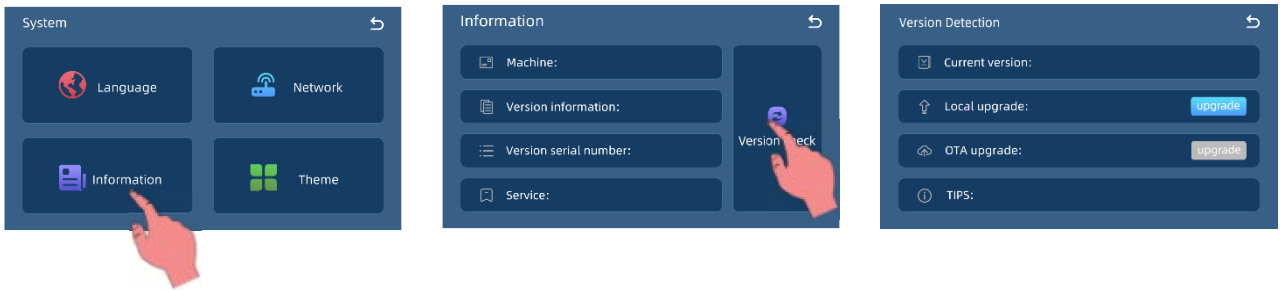 System
Language
Network
Information
Theme
Information
Machine:
Version information:
Version serial number:
Service:
Version
Version Detection
Current version:
Local upgrade:
upgrade
OTA upgrade:
upgrade
TIPS: